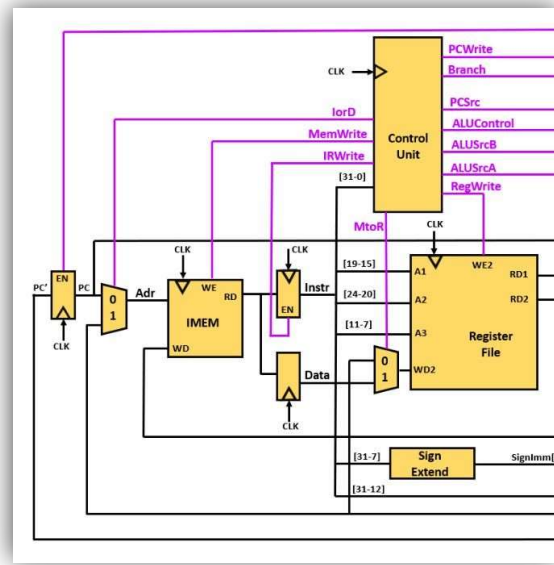 PCWrite
CLK
Branch
IorD
PCSrc
MemWrite
Control
Unit
ALUControl
IRWrite
ALUSrcB
[31-0]
ALUSrcA
RegWrite
MtoR
CLK
CLK
CLK
EN
[19-15]
A1
WE2
RD1
PC'
PC
0
1
Adr
WE
RD
IMEM
Instr
EN
[24-20]
A2
RD2
[11-7]
A3
Register
File
CLK
WD
0
1
WD2
Data
CLK
[31-7]
Sign
Extend
SignImm[
[31-12]